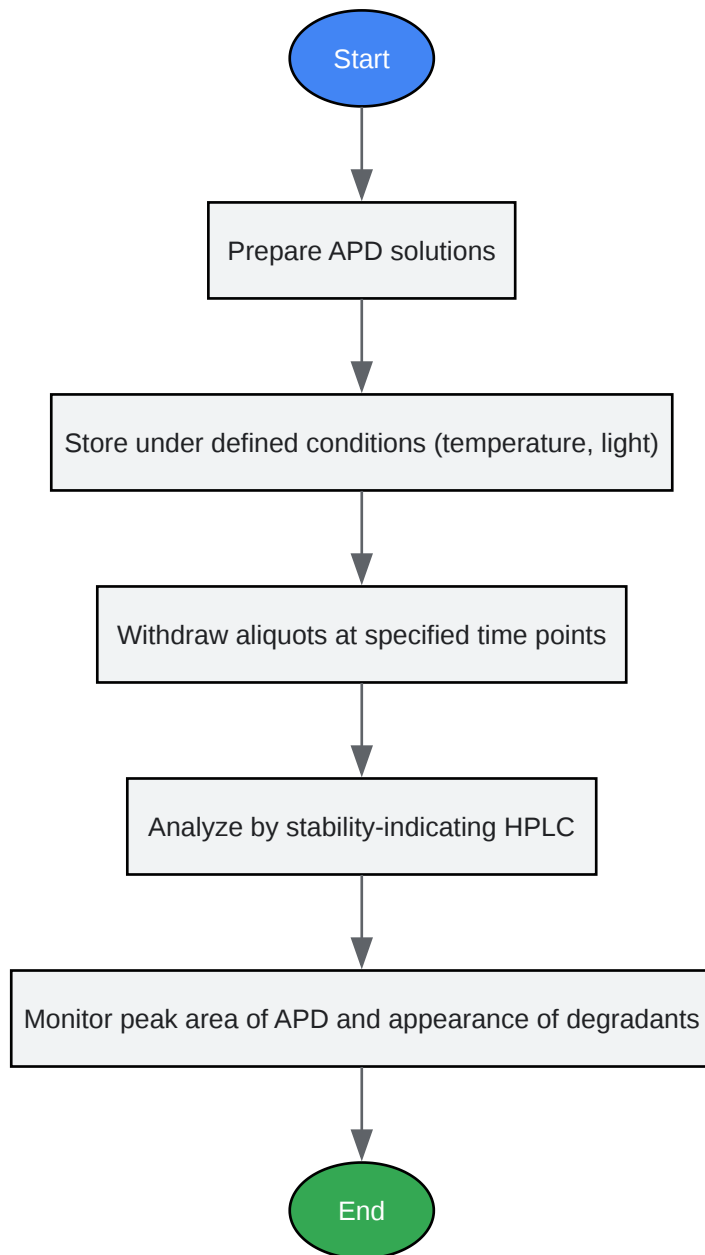 Start
Prepare APD solutions
Store under defined conditions (temperature, light)
Withdraw aliquots at specified time points
Analyze by stability-indicating HPLC
Monitor peak area of APD and appearance of degradants
End